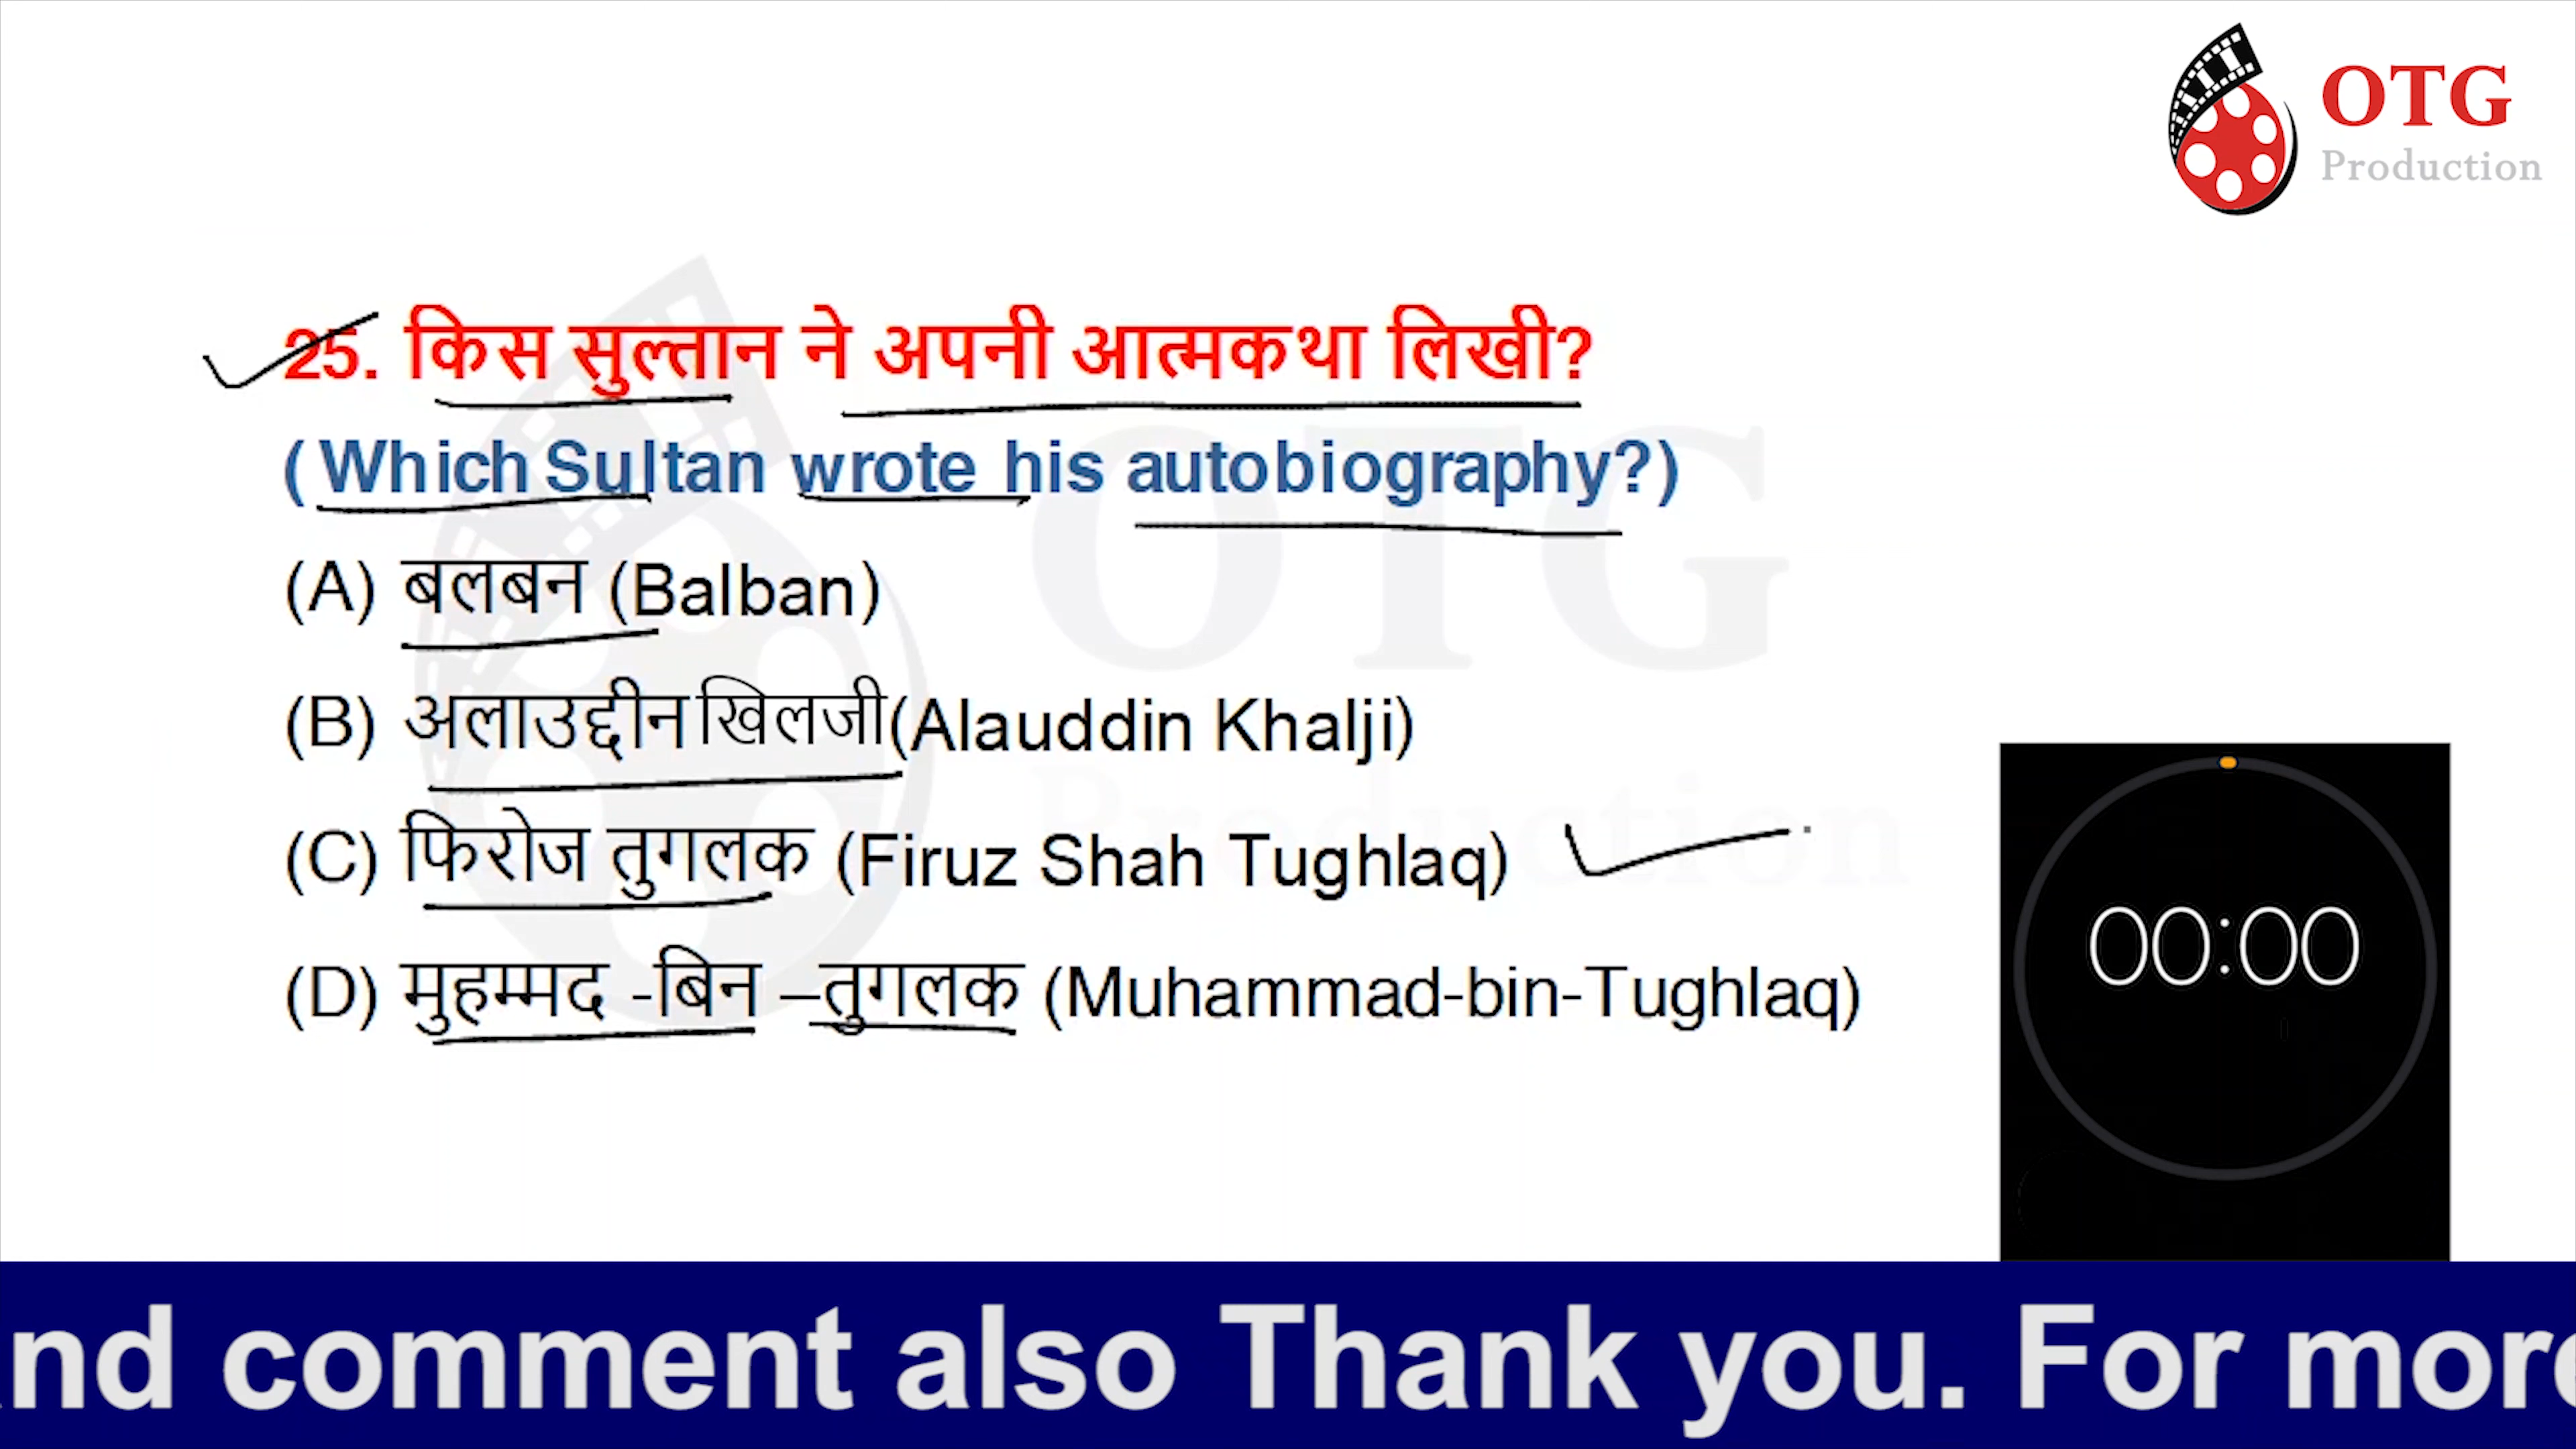 OTG
Production
25. किस सुल्तान ने अपनी आत्मकथा लिखी?
( Which Sultan wrote his autobiography?)
(A) बलबन (Balban)
(B) अलाउद्दीन खिलजी(Alauddin Khalji)
(C) फिरोज तुगलक (Firuz Shah Tughlaq)
(D) मुहम्मद -बिन –तुगलक (Muhammad-bin-Tughlaq)
00:00
nd comment also Thank you. For more